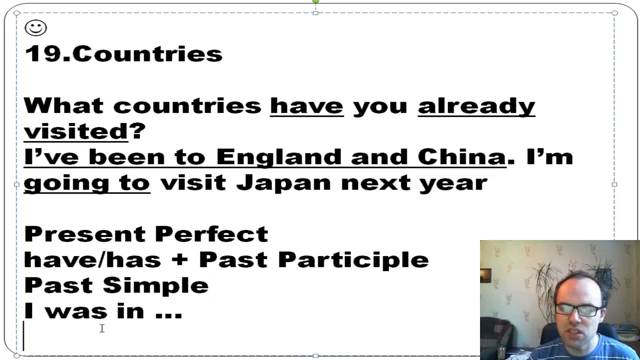 19.Countries
What countries have you already
visited?
I've been to England and China. I'm
going to visit Japan next year
Present Perfect
have/has + Past Participle
Past Simple
I was in ...